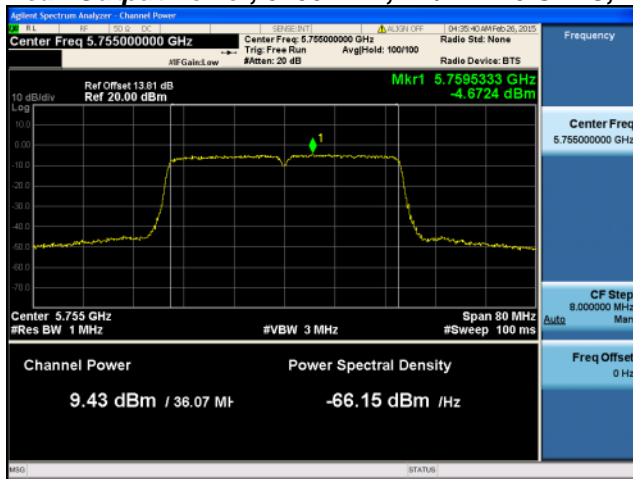 Agilent Spectrum Analyzer - Channel Power
RL RF 50 Ω DC SENSE:INT ALIGN OFF 04:35:40 AM Feb 26, 2015
Center Freq 5.755000000 GHz
Center Freq: 5.755000000 GHz
Radio Std: None
Trig: Free Run Avg|Hold: 100/100
#IFGain:Low #Atten: 20 dB Radio Device: BTS
Frequency
Mkr1 5.7595333 GHz
-4.6724 dBm
Ref Offset 13.81 dB
10 dB/div Ref 20.00 dBm
Log
10.0
0.00
-10.0
-20.0
-30.0
-40.0
-50.0
-60.0
-70.0
1
Center Freq
5.755000000 GHz
Center 5.755 GHz Span 80 MHz
#Res BW 1 MHz #VBW 3 MHz #Sweep 100 ms
CF Step
8.000000 MHz
Auto Man
Channel Power Power Spectral Density
9.43 dBm / 36.07 MH -66.15 dBm /Hz
Freq Offset
0 Hz
MSG STATUS